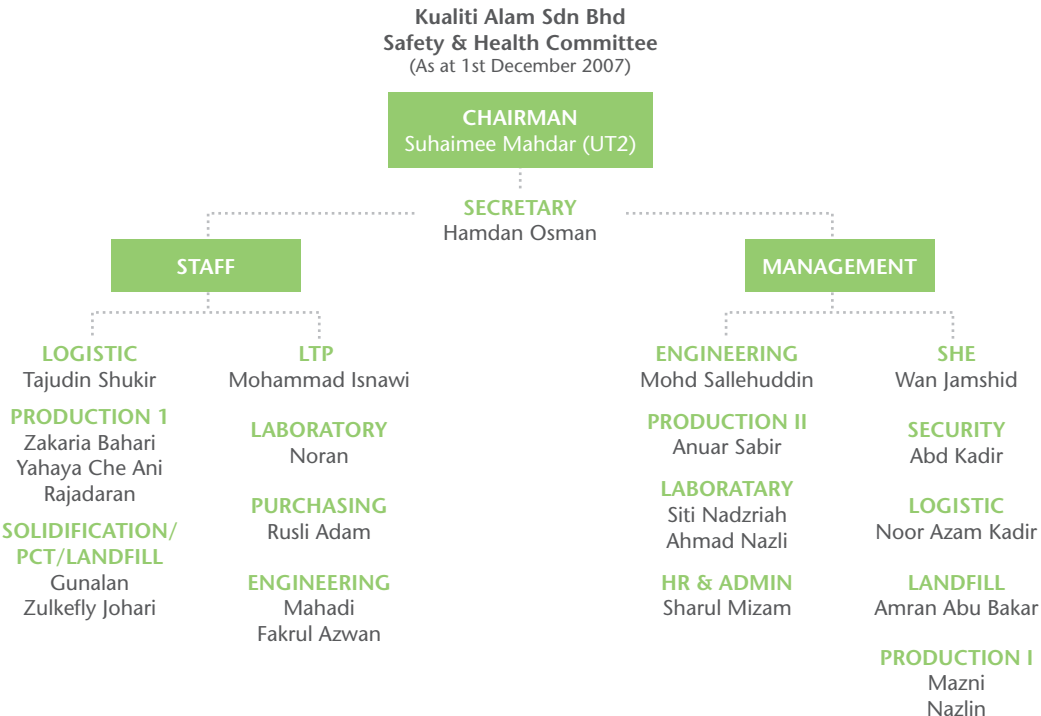 Kualiti Alam Sdn Bhd
Safety & Health Committee
(As at 1st December 2007)
CHAIRMAN
Suhaimee Mahdar (UT2)
SECRETARY
Hamdan Osman
STAFF
LOGISTIC
Tajudin Shukir
PRODUCTION 1
Zakaria Bahari
Yahaya Che Ani
Rajadaran
SOLIDIFICATION/
PCT/LANDFILL
Gunalan
Zulkefly Johari
LTP
Mohammad Isnawi
LABORATORY
Noran
PURCHASING
Rusli Adam
ENGINEERING
Mahadi
Fakrul Azwan
MANAGEMENT
ENGINEERING
Mohd Sallehuddin
PRODUCTION II
Anuar Sabir
LABORATARY
Siti Nadzriah
Ahmad Nazli
HR & ADMIN
Sharul Mizam
SHE
Wan Jamshid
SECURITY
Abd Kadir
LOGISTIC
Noor Azam Kadir
LANDFILL
Amran Abu Bakar
PRODUCTION I
Mazni
Nazlin